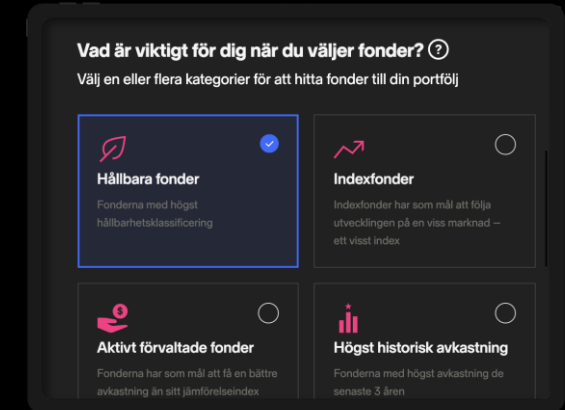 Vad är viktigt för dig när du väljer fonder? ?
Välj en eller flera kategorier för att hitta fonder till din portfölj
Hållbara fonder
Fonderna med högst
hållbarhetsklassificering
Indexfonder
Indexfonder har som mål att följa
utvecklingen på en viss marknad –
ett visst index
Aktivt förvaltade fonder
Fonderna har som mål att få en bättre
avkastning än sitt jämförelseindex
Högst historisk avkastning
Fonderna med högst avkastning de
senaste 3 åren